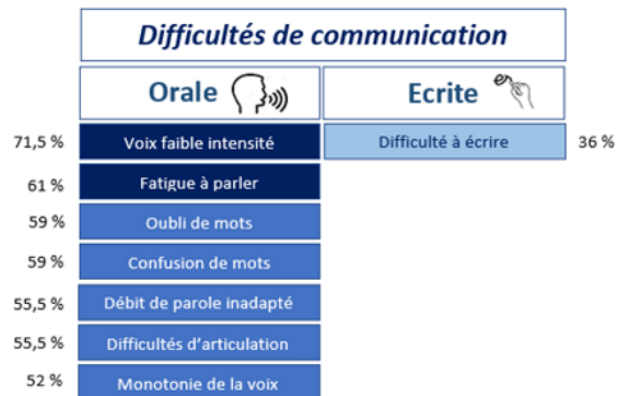 Difficultés de communication
Orale Ecrite
71,5 % Voix faible intensité Difficulté à écrire 36 %
61 % Fatigue à parler
59 % Oubli de mots
59 % Confusion de mots
55,5 % Débit de parole inadapté
55,5 % Difficultés d'articulation
52 % Monotonie de la voix